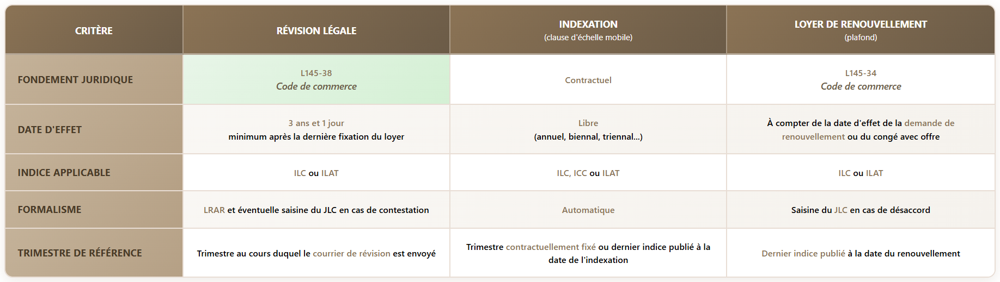 CRITÈRE
RÉVISION LÉGALE
INDEXATION
(clause d'échelle mobile)
LOYER DE RENOUVELLEMENT
(plafond)
FONDEMENT JURIDIQUE
L145-38
Code de commerce
Contractuel
L145-34
Code de commerce
DATE D'EFFET
3 ans et 1 jour
minimum après la dernière fixation du loyer
Libre
(annuel, biennal, triennal...)
À compter de la date d'effet de la demande de
renouvellement ou du congé avec offre
INDICE APPLICABLE
ILC ou ILAT
ILC, ICC ou ILAT
ILC ou ILAT
FORMALISME
LRAR et éventuelle saisine du JLC en cas de contestation
Automatique
Saisine du JLC en cas de désaccord
TRIMESTRE DE RÉFÉRENCE
Trimestre au cours duquel le courrier de révision est envoyé
Trimestre contractuellement fixé ou dernier indice publié à la
date de l'indexation
Dernier indice publié à la date du renouvellement